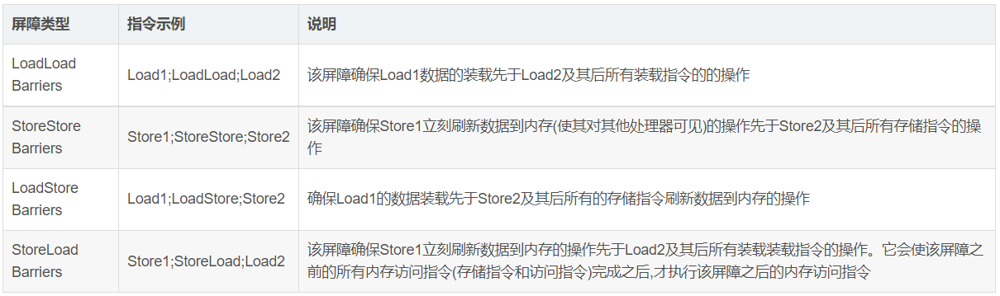 屏障类型 指令示例 说明
LoadLoad
Barriers
Load1;LoadLoad;Load2
该屏障确保Load1数据的装载先于Load2及其后所有装载指令的的操作
StoreStore
Barriers
Store1;StoreStore;Store2
该屏障确保Store1立刻刷新数据到内存(使其对其他处理器可见)的操作先于Store2及其后所有存储指令的操
作
LoadStore
Barriers
Load1;LoadStore;Store2
确保Load1的数据装载先于Store2及其后所有的存储指令刷新数据到内存的操作
StoreLoad
Barriers
Store1;StoreLoad;Load2
该屏障确保Store1立刻刷新数据到内存的操作先于Load2及其后所有装载装载指令的操作。它会使该屏障之
前的所有内存访问指令(存储指令和访问指令)完成之后,才执行该屏障之后的内存访问指令